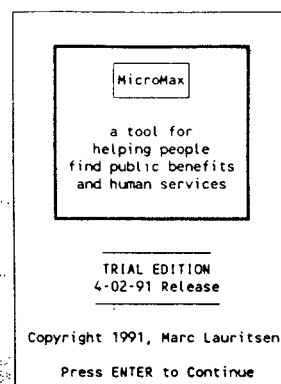 MicroMax
a tool for
helping people
find public benefits
and human services
TRIAL EDITION
4-02-91 Release
Copyright 1991, Marc Lauritsen
Press ENTER to Continue